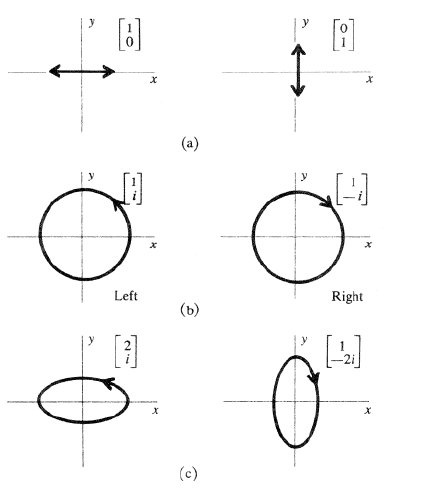 y [1 0] y [0 1]
x x
(a)
y [1 i] y [1 -i]
x x
Left Right
(b)
y [2 i] y [1 -2i]
x x
(c)